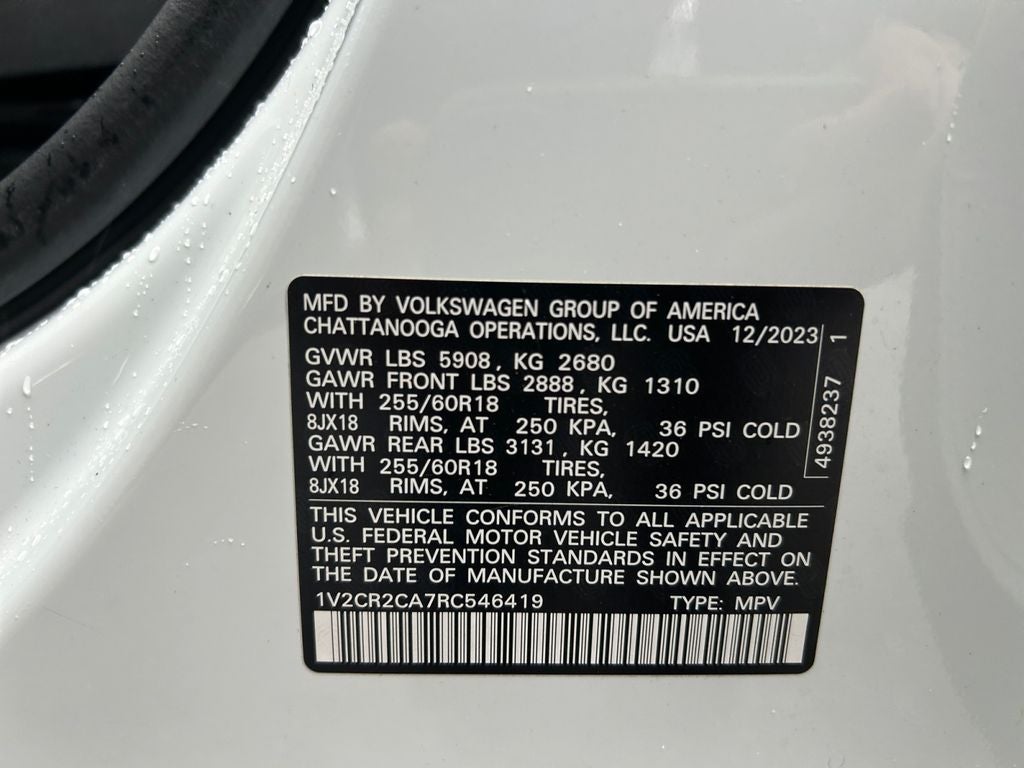 MFD BY VOLKSWAGEN GROUP OF AMERICA
CHATTANOOGA OPERATIONS, LLC. USA 12/2023
GVWR LBS 5908, KG 2680
GAWR FRONT LBS 2888, KG 1310
WITH 255/60R18 TIRES,
8JX18 RIMS, AT 250 KPA, 36 PSI COLD
GAWR REAR LBS 3131, KG 1420
WITH 255/60R18 TIRES,
8JX18 RIMS, AT 250 KPA, 36 PSI COLD
4938237 1
THIS VEHICLE CONFORMS TO ALL APPLICABLE
U.S. FEDERAL MOTOR VEHICLE SAFETY AND
THEFT PREVENTION STANDARDS IN EFFECT ON
THE DATE OF MANUFACTURE SHOWN ABOVE.
1V2CR2CA7RC546419 TYPE: MPV